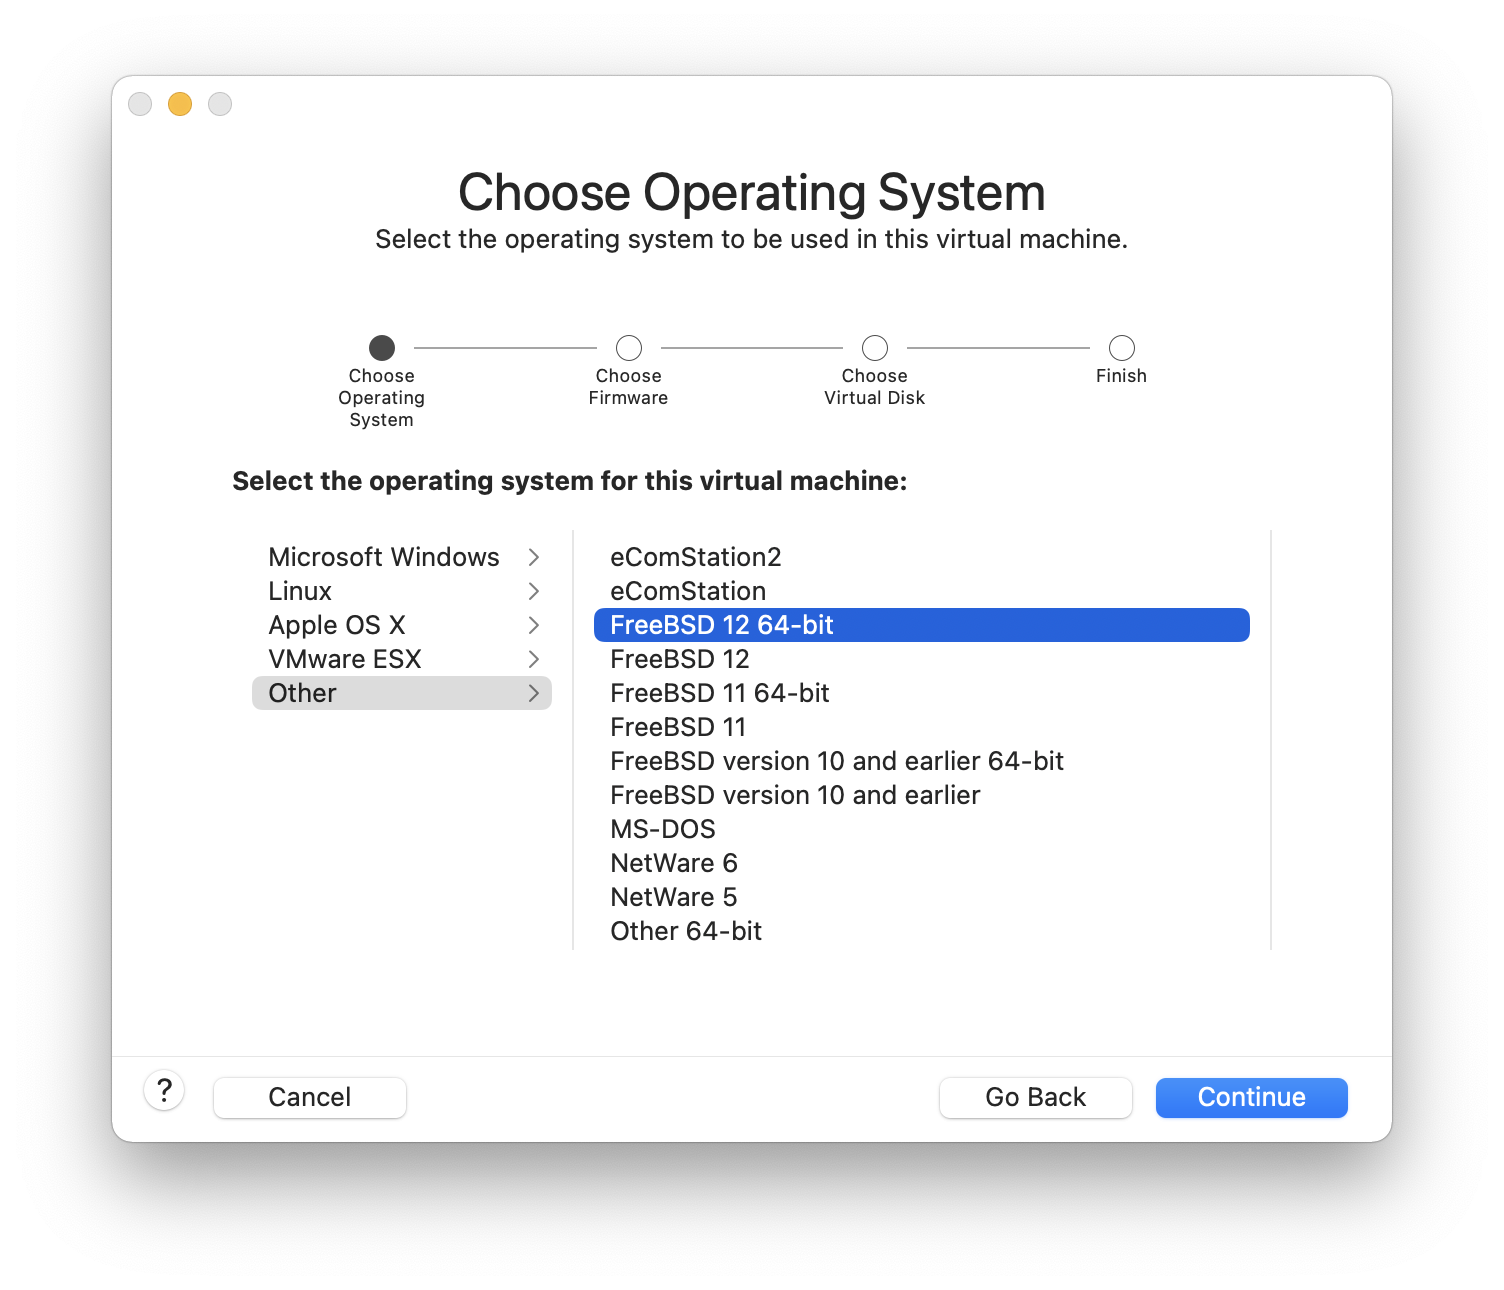 Choose Operating System
Select the operating system to be used in this virtual machine.
Choose
Operating
System
Choose
Firmware
Choose
Virtual Disk
Finish
Select the operating system for this virtual machine:
Microsoft Windows
Linux
Apple OS X
VMware ESX
Other
eComStation2
eComStation
FreeBSD 12 64-bit
FreeBSD 12
FreeBSD 11 64-bit
FreeBSD 11
FreeBSD version 10 and earlier 64-bit
FreeBSD version 10 and earlier
MS-DOS
NetWare 6
NetWare 5
Other 64-bit
?
Cancel
Go Back
Continue